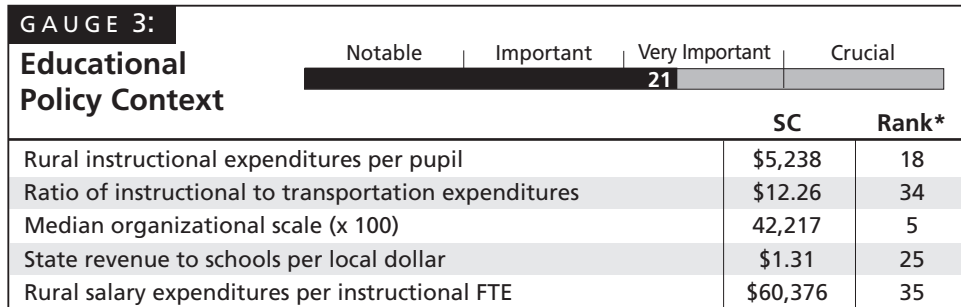 GAUGE 3:
Educational
Policy Context
Notable Important Very Important Crucial
21
SC Rank*
Rural instructional expenditures per pupil $5,238 18
Ratio of instructional to transportation expenditures $12.26 34
Median organizational scale (x 100) 42,217 5
State revenue to schools per local dollar $1.31 25
Rural salary expenditures per instructional FTE $60,376 35